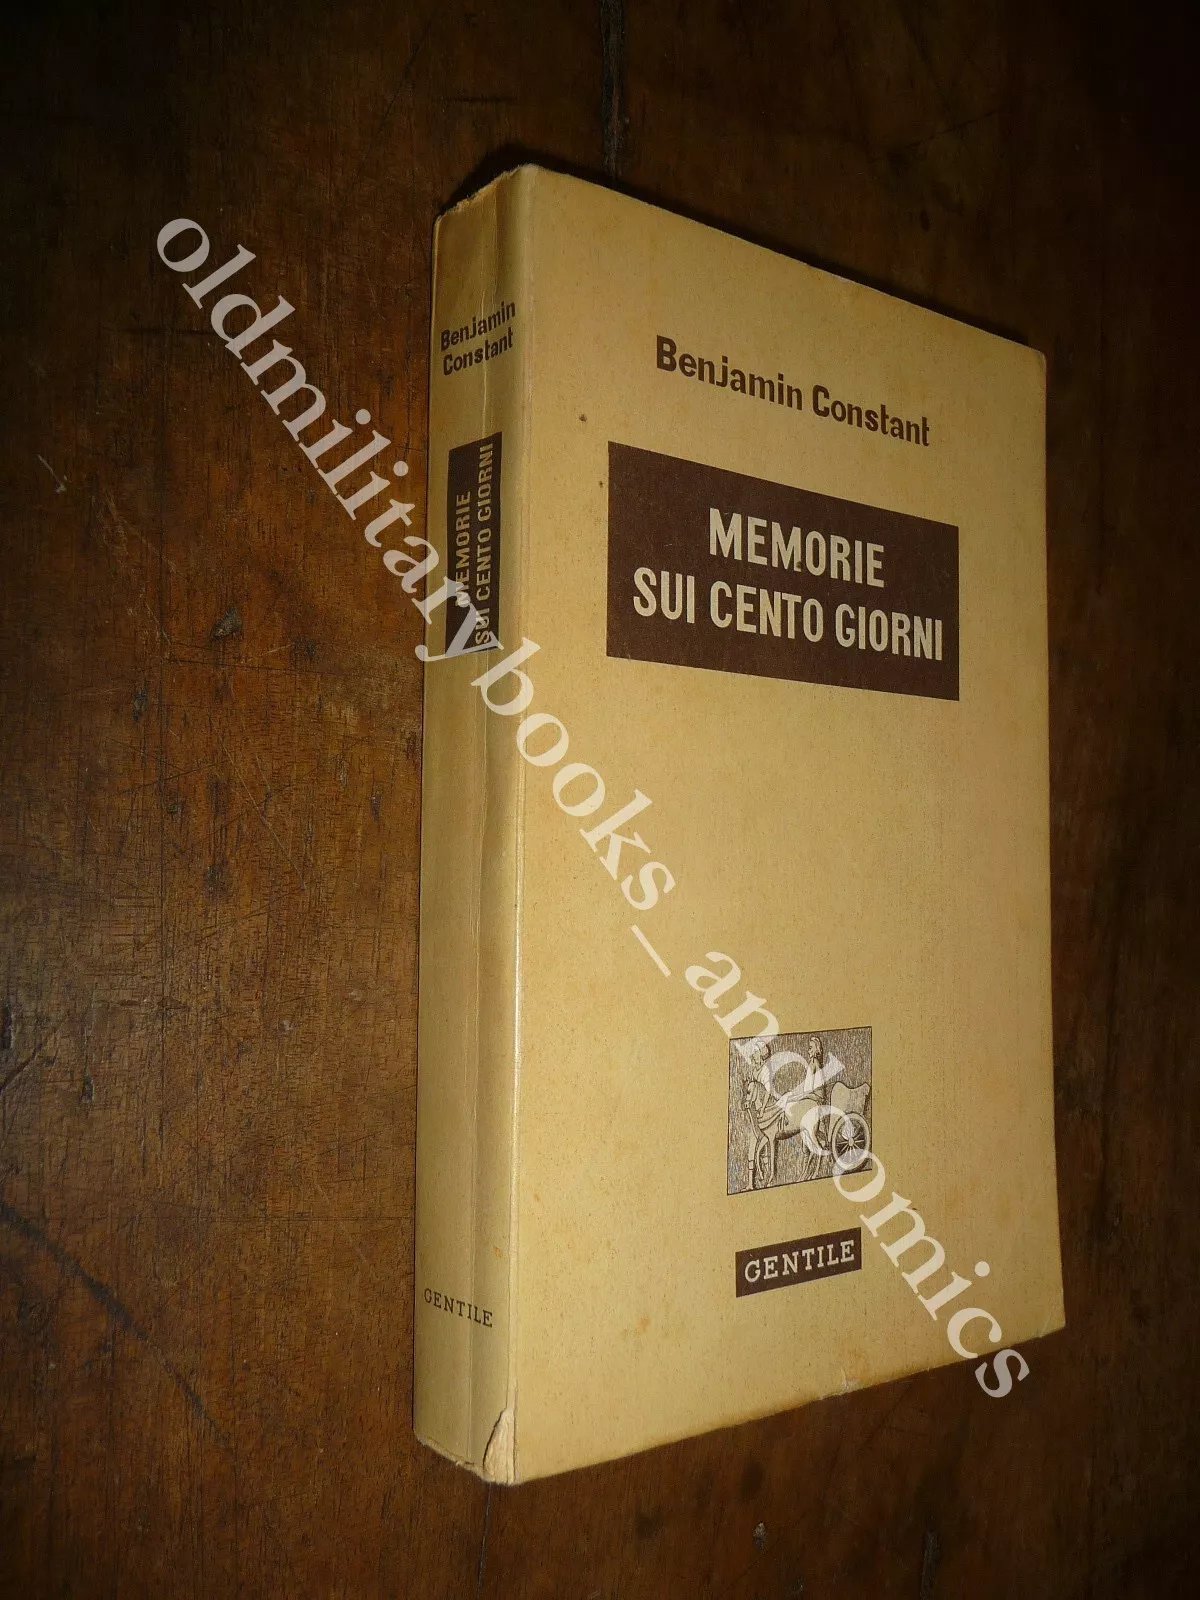 Benjamin
Constant
MEMORIE
SUI CENTO GIORNI
GENTILE
Benjamin Constant
MEMORIE
SUI CENTO GIORNI
GENTILE
oldmilitarybooks_andcomics